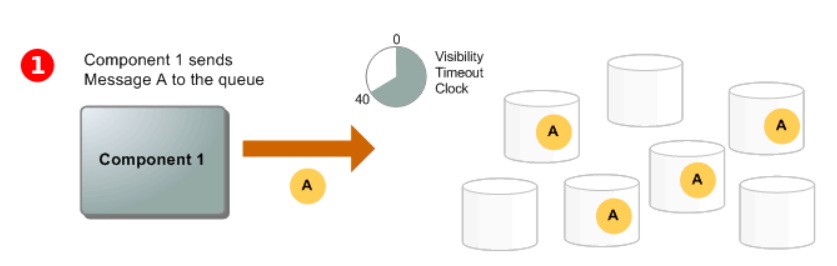 1
Component 1 sends
Message A to the queue
Component 1
A
0
40
Visibility
Timeout
Clock
A
A
A
A